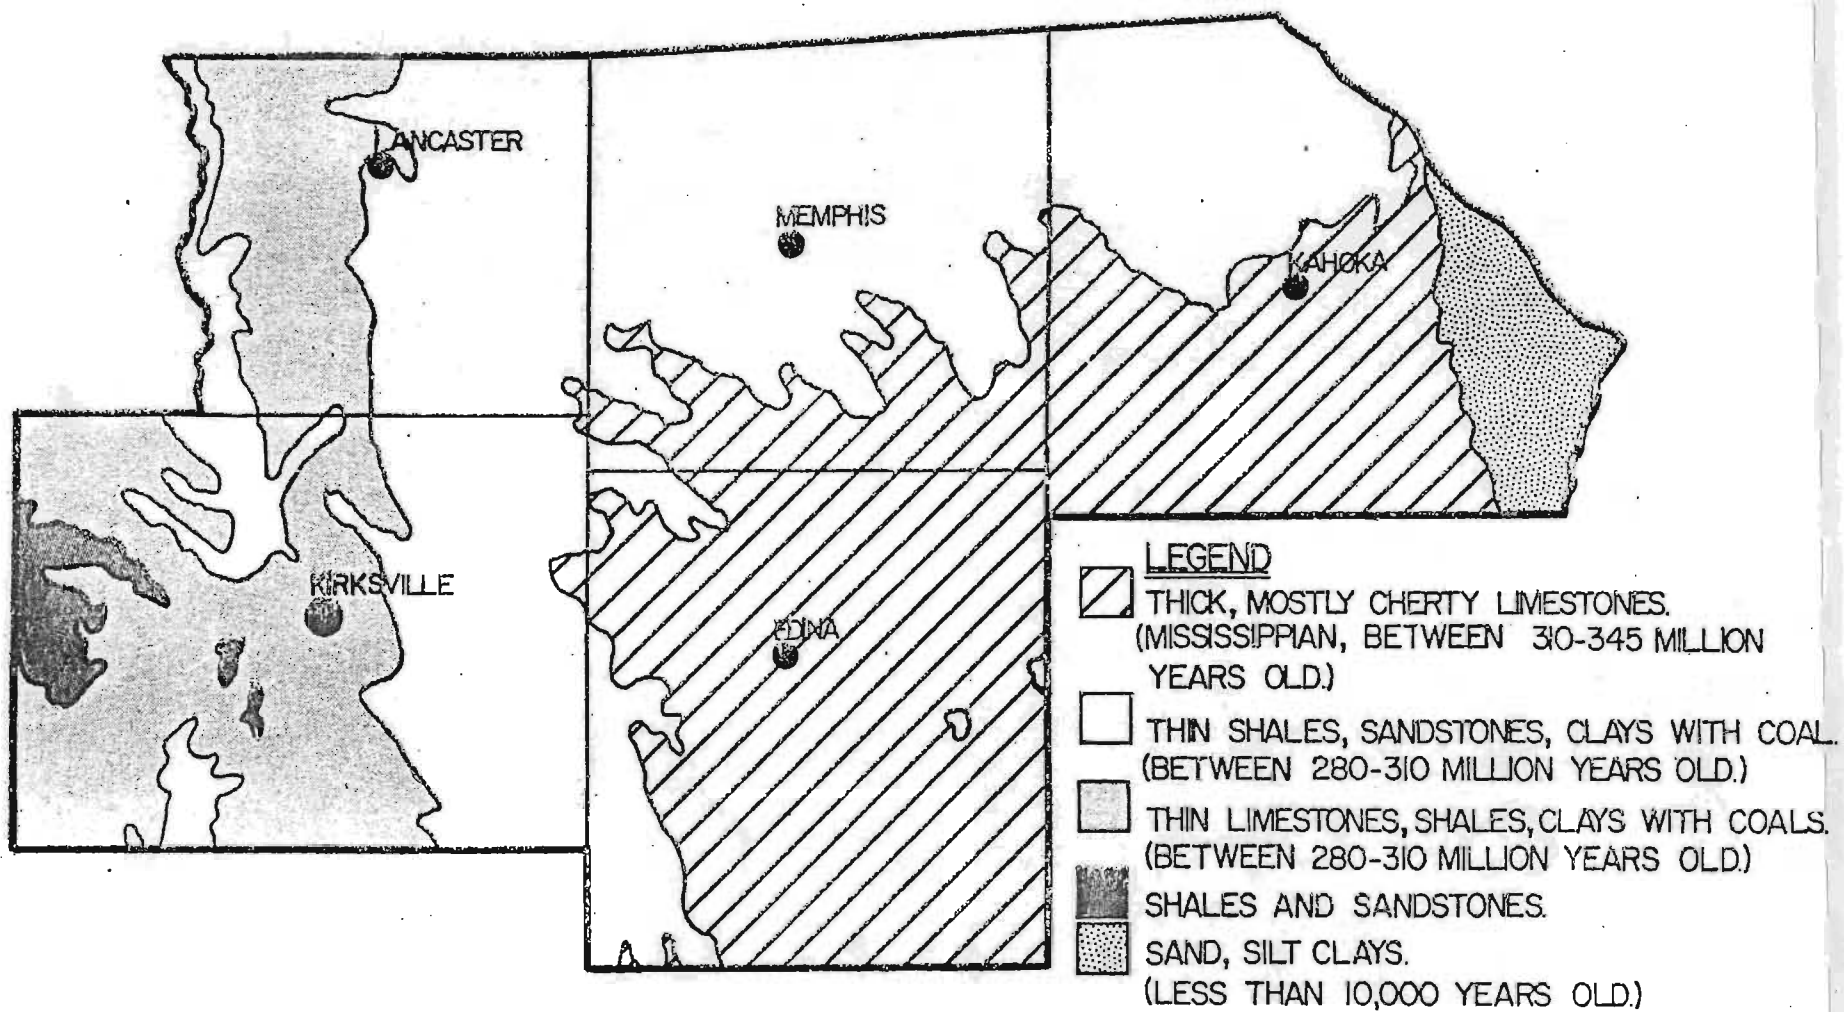 LANCASTER
MEMPHIS
KAHOKA
KIRKSVILLE
EDINA
LEGEND
THICK, MOSTLY CHERTY LIMESTONES.
(MISSISSIPPIAN, BETWEEN 310-345 MILLION
YEARS OLD.)
THIN SHALES, SANDSTONES, CLAYS WITH COAL.
(BETWEEN 280-310 MILLION YEARS OLD.)
THIN LIMESTONES, SHALES, CLAYS WITH COALS.
(BETWEEN 280-310 MILLION YEARS OLD.)
SHALES AND SANDSTONES.
SAND, SILT CLAYS.
(LESS THAN 10,000 YEARS OLD.)